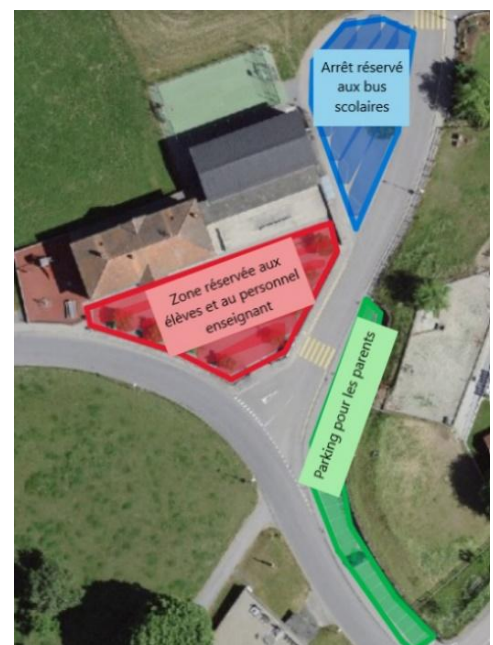 Arrêt réservé
aux bus
scolaires
Zone réservée aux
élèves et au personnel
enseignant
Parking pour les parents